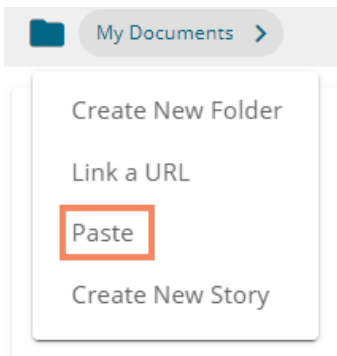 My Documents
Create New Folder
Link a URL
Paste
Create New Story